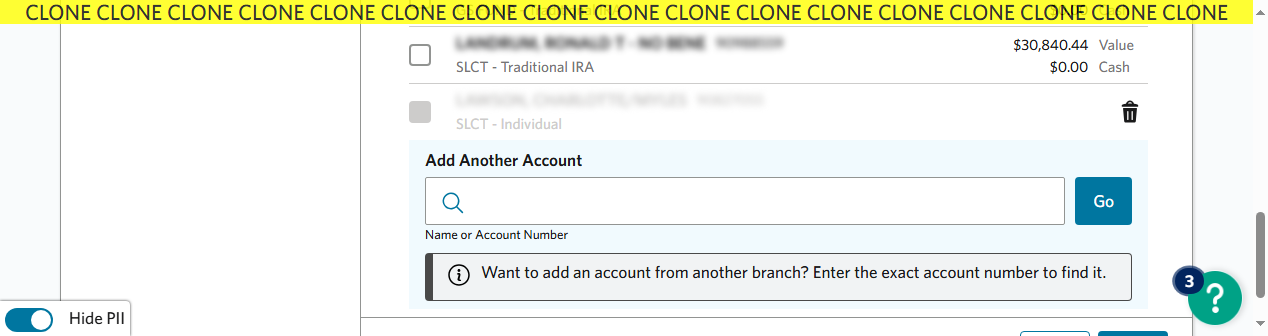 CLONE CLONE CLONE CLONE CLONE CLONE CLONE CLONE CLONE CLONE CLONE CLONE CLONE CLONE CLONE CLONE CLONE
$30,840.44 Value
SLCT - Traditional IRA
$0.00 Cash
SLCT - Individual
Add Another Account
Go
Name or Account Number
Want to add an account from another branch? Enter the exact account number to find it.
3
?
Hide PII